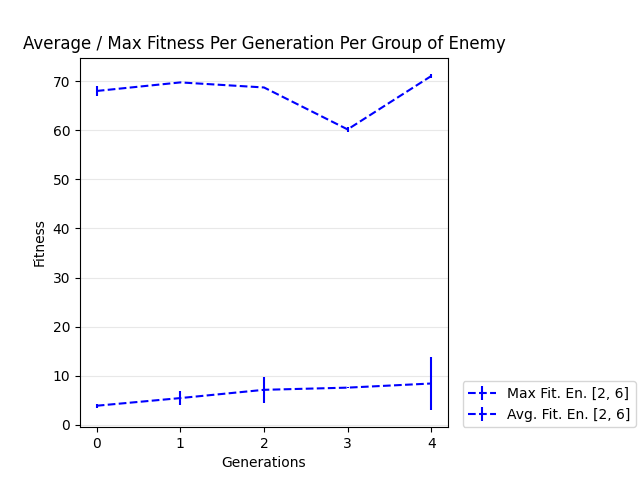 Average / Max Fitness Per Generation Per Group of Enemy
70
60
50
40
30
20
10
0
Fitness
0 1 2 3 4
Generations
Max Fit. En. [2, 6]
Avg. Fit. En. [2, 6]